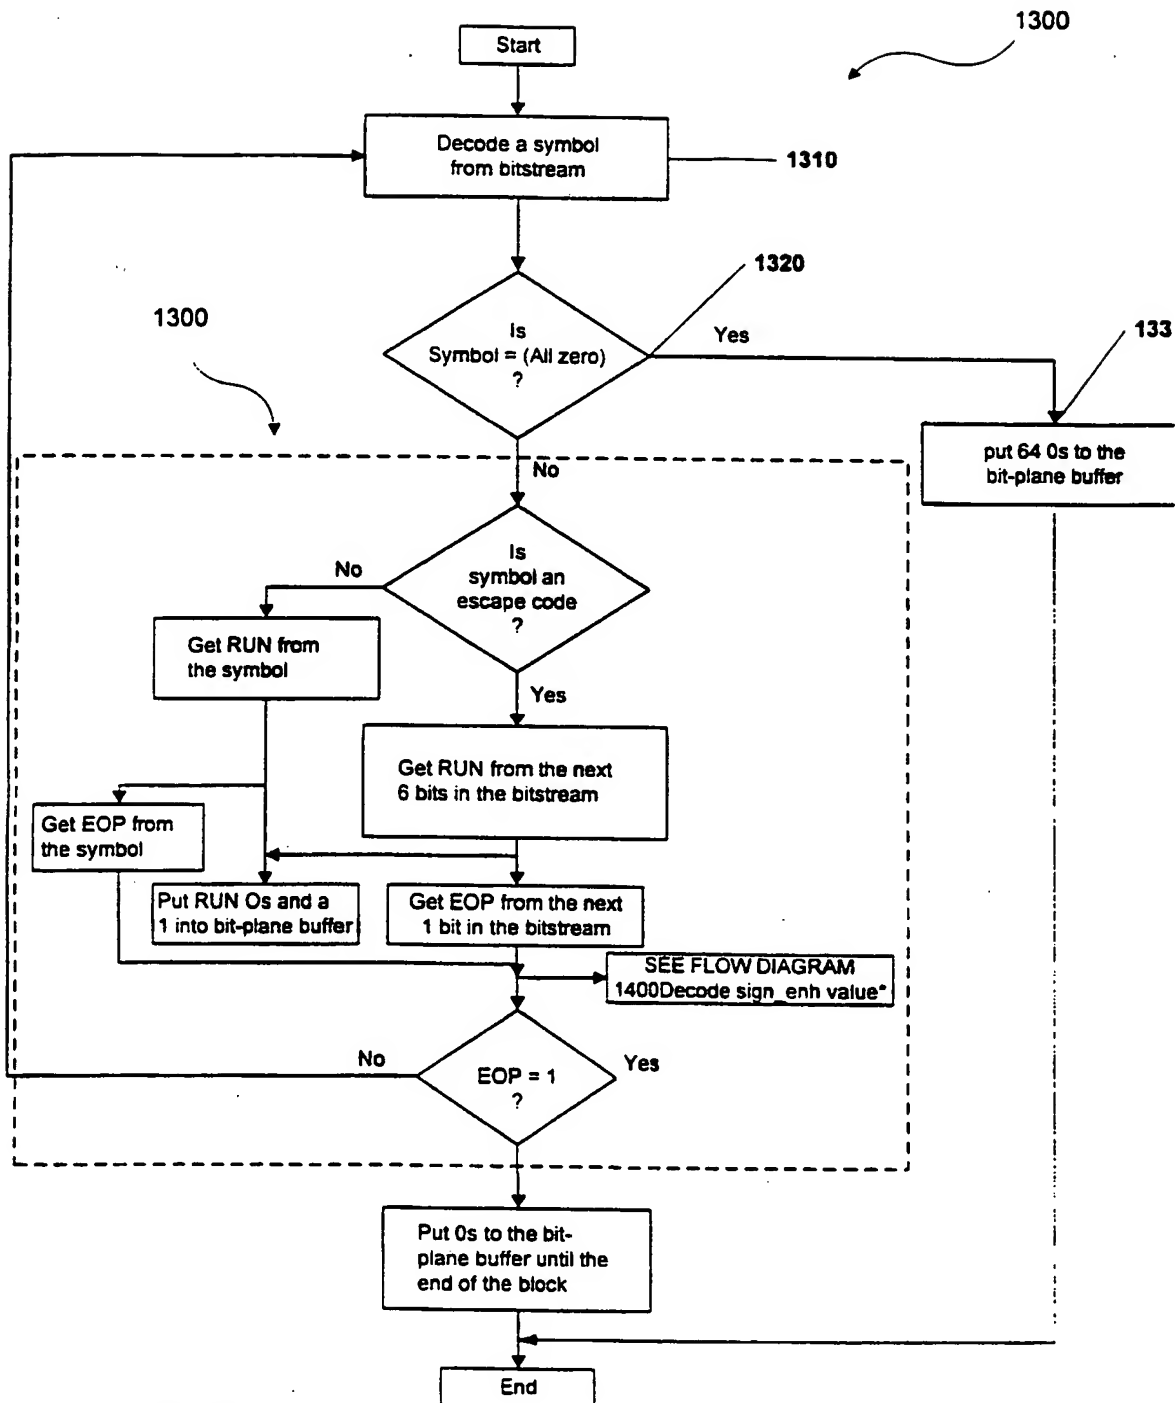 1300
Start
Decode a symbol
from bitstream
1310
1320
Is
Symbol = (All zero)
?
Yes
133
1300
put 64 0s to the
bit-plane buffer
No
Is
symbol an
escape code
?
No
Get RUN from
the symbol
Yes
Get RUN from the next
6 bits in the bitstream
Get EOP from
the symbol
Put RUN Os and a
1 into bit-plane buffer
Get EOP from the next
1 bit in the bitstream
SEE FLOW DIAGRAM
1400Decode sign_enh value*
No
EOP = 1
?
Yes
Put 0s to the bit-
plane buffer until the
end of the block
End